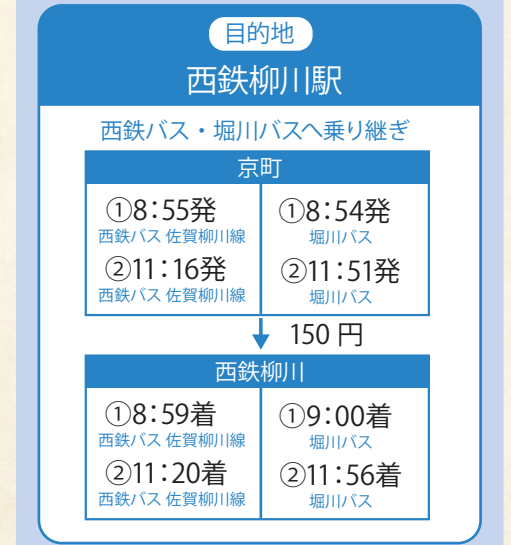 目的地
西鉄柳川駅
西鉄バス・堀川バスへ乗り継ぎ
京町
①8:55発
西鉄バス 佐賀柳川線
②11:16発
西鉄バス 佐賀柳川線
①8:54発
堀川バス
②11:51発
堀川バス
150 円
西鉄柳川
①8:59着
西鉄バス 佐賀柳川線
②11:20着
西鉄バス 佐賀柳川線
①9:00着
堀川バス
②11:56着
堀川バス